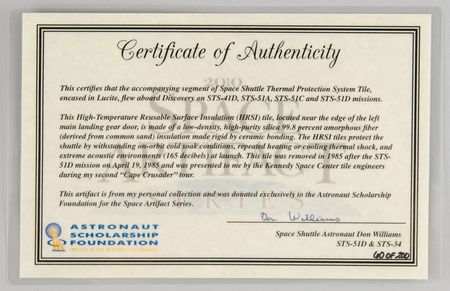 Certificate of Authenticity
2010
SPACE
ARTIFACT
SERIES
This certifies that the accompanying segment of Space Shuttle Thermal Protection System Tile,
encased in Lucite, flew aboard Discovery on STS-41D, STS-51A, STS-51C and STS-51D missions.
This High-Temperature Reusable Surface Insulation (HRSI) tile, located near the edge of the left
main landing gear door, is made of a low-density, high-purity silica 99.8 percent amorphous fiber
(derived from common sand) insulation made rigid by ceramic bonding. The HRSI tiles protect the
shuttle by withstanding on-orbit cold soak conditions, repeated heating or cooling thermal shock, and
extreme acoustic environments (165 decibels) at launch. This tile was removed in 1985 after the STS-
51D mission on April 19, 1985 and was presented to me by the Kennedy Space Center tile engineers
during my second "Cape Crusader" tour.
This artifact is from my personal collection and was donated exclusively to the Astronaut Scholarship
Foundation for the Space Artifact Series.
Don Williams
ASTRONAUT
SCHOLARSHIP
FOUNDATION
Space Shuttle Astronaut Don Williams
STS-51D & STS-34
60 OF 200